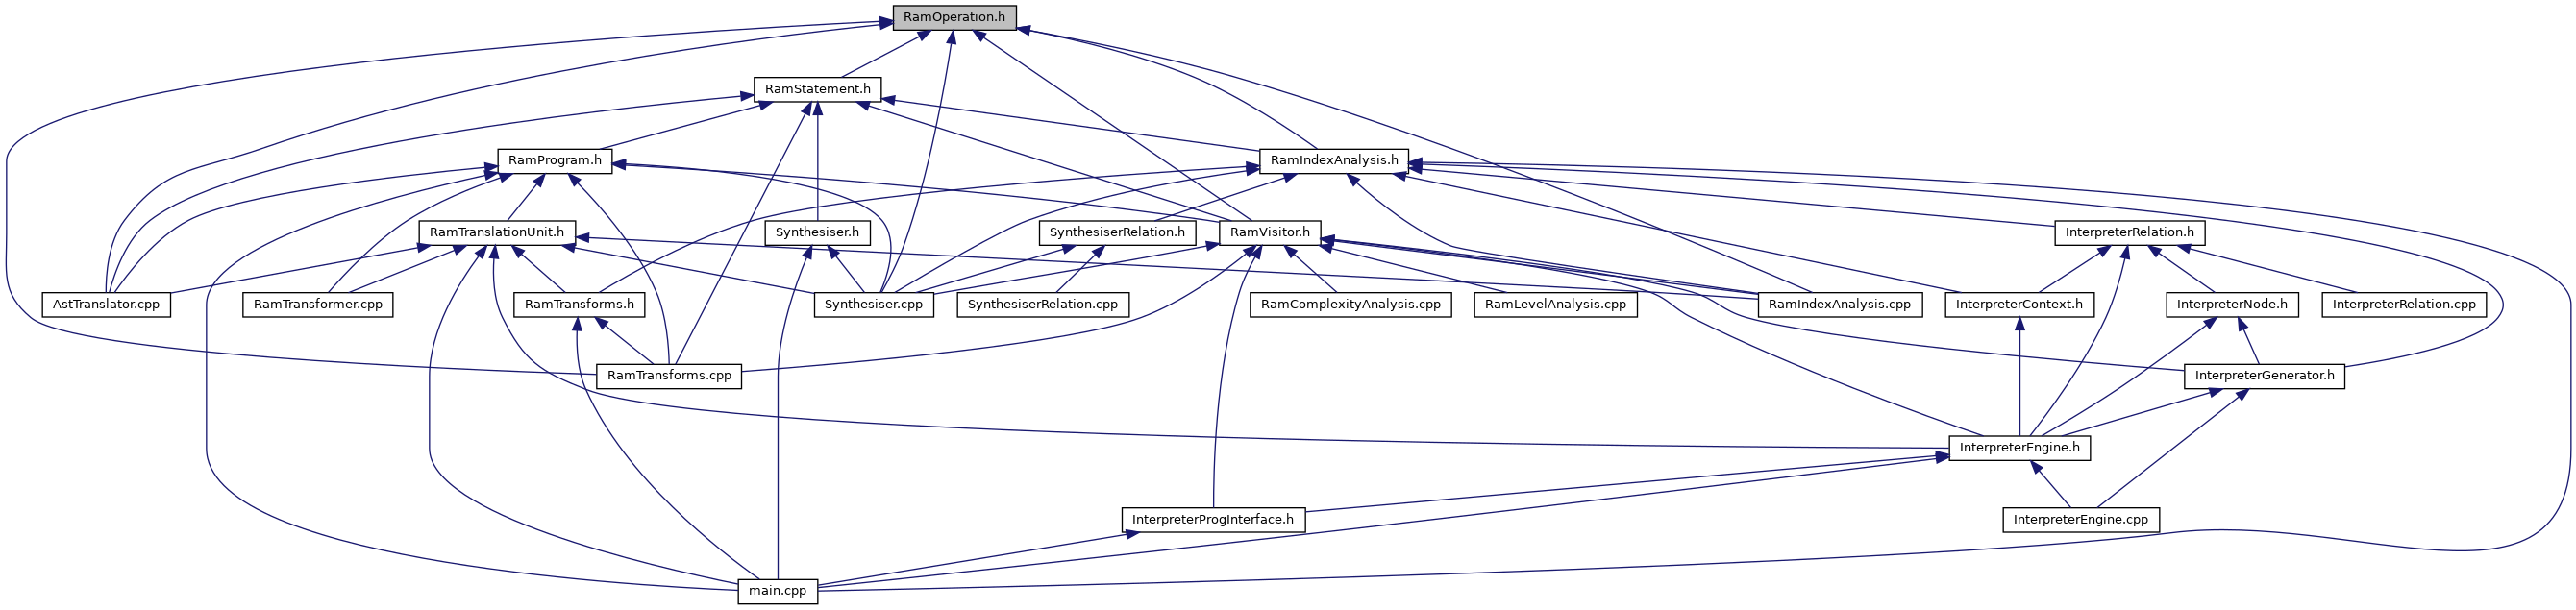 RamOperation.h
RamStatement.h
RamProgram.h
RamIndexAnalysis.h
RamTranslationUnit.h
Synthesiser.h
SynthesiserRelation.h
RamVisitor.h
InterpreterRelation.h
AstTranslator.cpp
RamTransformer.cpp
RamTransforms.h
Synthesiser.cpp
SynthesiserRelation.cpp
RamComplexityAnalysis.cpp
RamLevelAnalysis.cpp
RamIndexAnalysis.cpp
InterpreterContext.h
InterpreterNode.h
InterpreterRelation.cpp
RamTransforms.cpp
InterpreterGenerator.h
InterpreterEngine.h
InterpreterProgInterface.h
InterpreterEngine.cpp
main.cpp